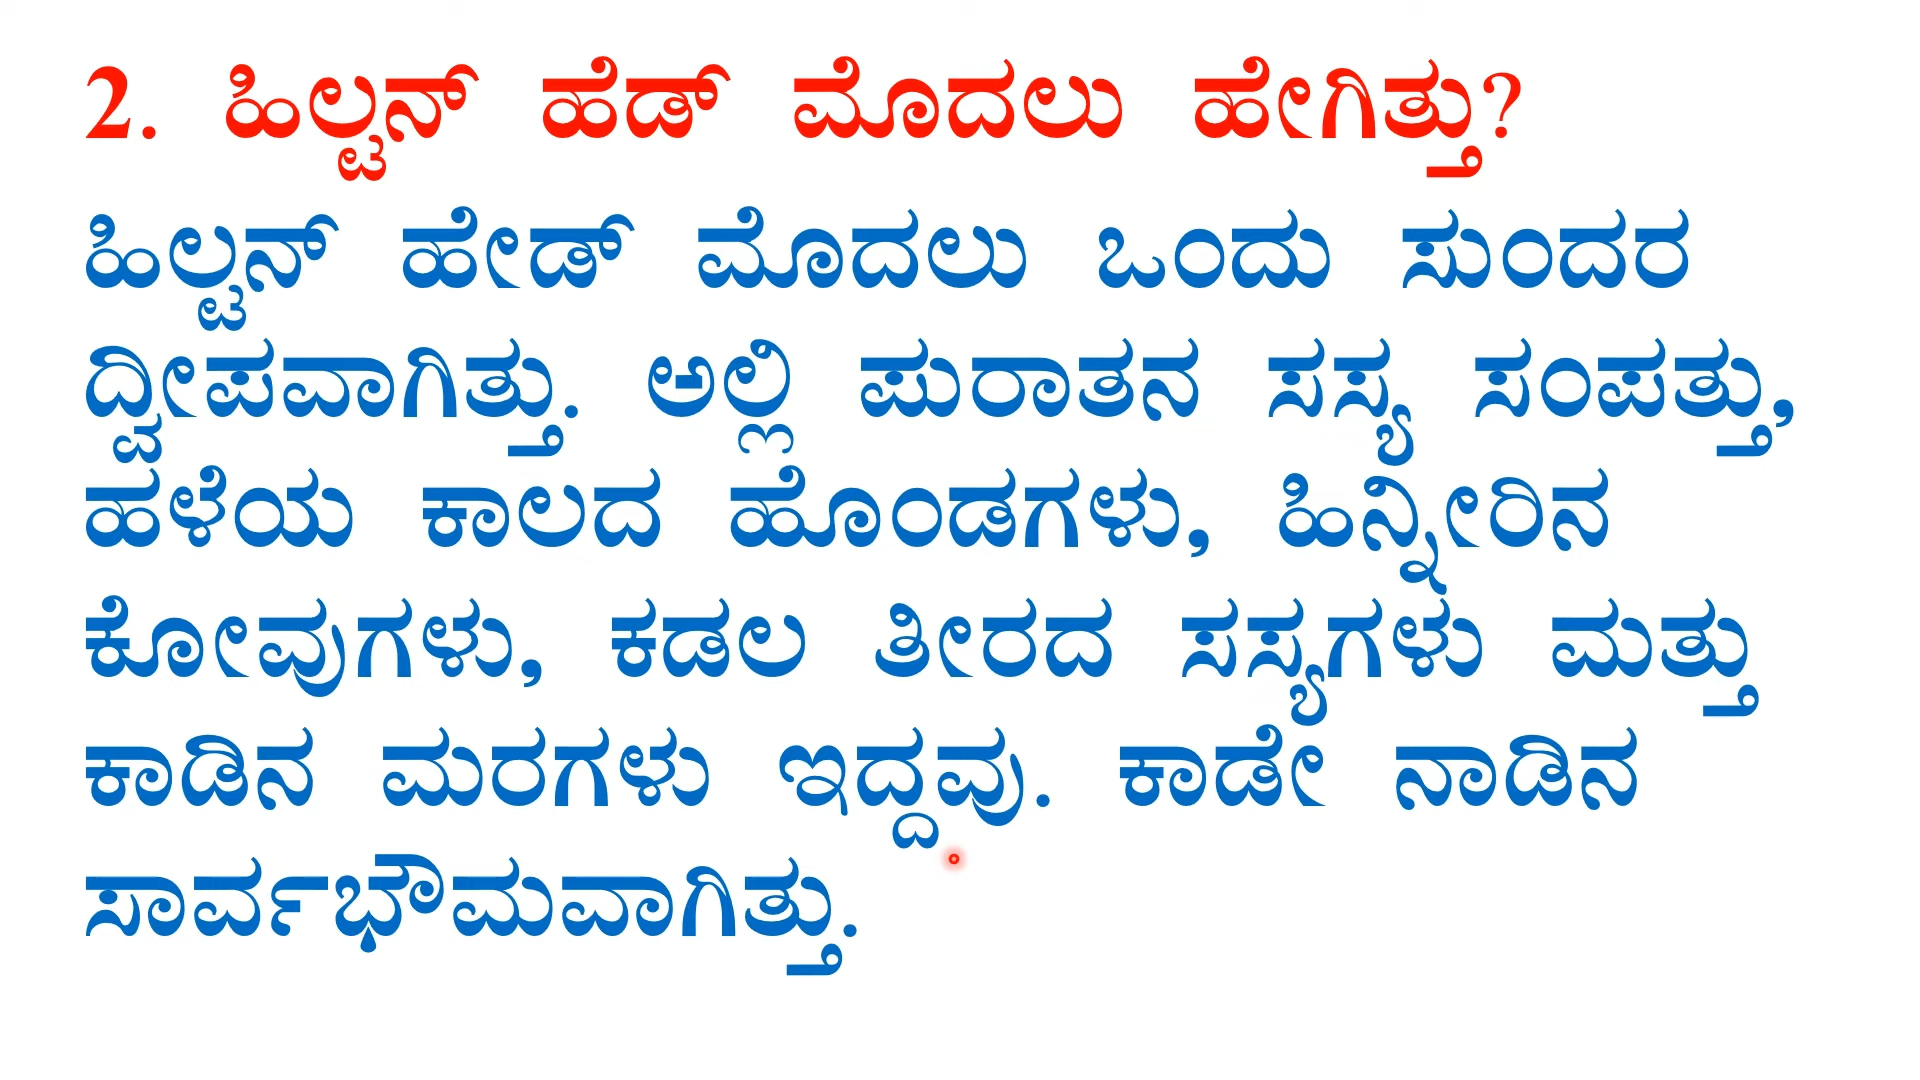 2. ಹಿಲ್ಟನ್ ಹೆಡ್ ಮೊದಲು ಹೇಗಿತ್ತು?
ಹಿಲ್ಟನ್ ಹೇಡ್ ಮೊದಲು ಒಂದು ಸುಂದರ
ದ್ವೀಪವಾಗಿತ್ತು. ಅಲ್ಲಿ ಪುರಾತನ ಸಸ್ಯ ಸಂಪತ್ತು,
ಹಳೆಯ ಕಾಲದ ಹೊಂಡಗಳು, ಹಿನ್ನೀರಿನ
ಕೋವುಗಳು, ಕಡಲ ತೀರದ ಸಸ್ಯಗಳು ಮತ್ತು
ಕಾಡಿನ ಮರಗಳು ಇದ್ದವು. ಕಾಡೇ ನಾಡಿನ
ಸಾರ್ವಭೌಮವಾಗಿತ್ತು.